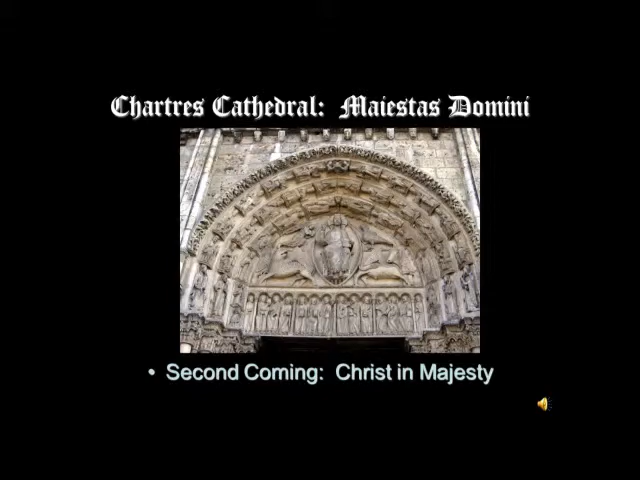 Chartres Cathedral: Maiestas Domini
• Second Coming: Christ in Majesty